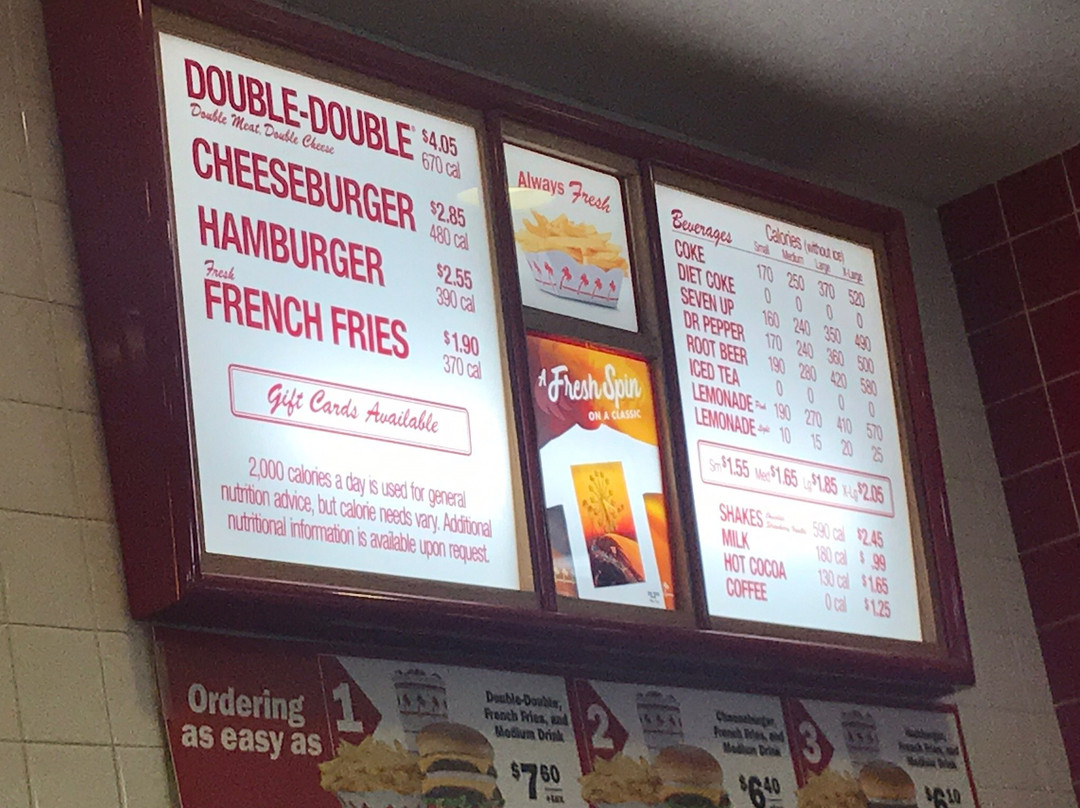 DOUBLE-DOUBLE® $4.05
Double Meat, Double Cheese 670 cal
CHEESEBURGER $2.85
480 cal
HAMBURGER $2.55
390 cal
Fresh
FRENCH FRIES $1.90
370 cal
Gift Cards Available
2,000 calories a day is used for general
nutrition advice, but calorie needs vary. Additional
nutritional information is available upon request.
Always Fresh
A Fresh Spin
ON A CLASSIC
Beverages Calories (without ice)
Small Medium Large X-Large
COKE 170 250 370 520
DIET COKE 0 0 0 0
SEVEN UP 160 240 350 490
DR PEPPER 170 240 360 500
ROOT BEER 190 280 420 580
ICED TEA 0 0 0 0
LEMONADE Pink 190 270 410 570
LEMONADE Light 10 15 20 25
Sm $1.55 Med $1.65 Lg $1.85 X-Lg $2.05
SHAKES 590 cal $2.45
MILK 180 cal $ .99
HOT COCOA 130 cal $1.65
COFFEE 0 cal $1.25
Ordering
as easy as
1
Double-Double,
French Fries, and
Medium Drink
$7.60
+tax
2
Cheeseburger,
French Fries, and
Medium Drink
$6.40
3
Hamburger,
French Fries, and
Medium Drink
$6.10